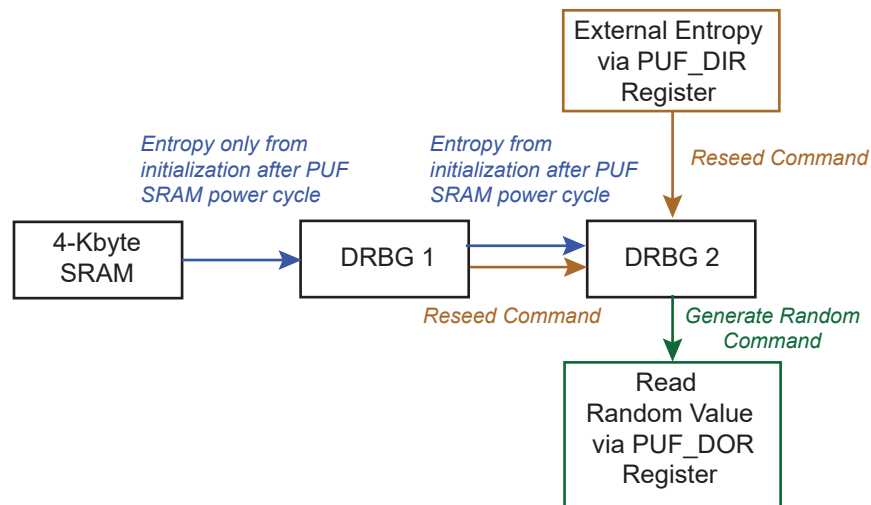 External Entropy
via PUF_DIR
Register
Entropy only from
initialization after PUF
SRAM power cycle
Entropy from
initialization after PUF
SRAM power cycle
Reseed Command
4-Kbyte
SRAM
DRBG 1
DRBG 2
Reseed Command
Generate Random
Command
Read
Random Value
via PUF_DOR
Register